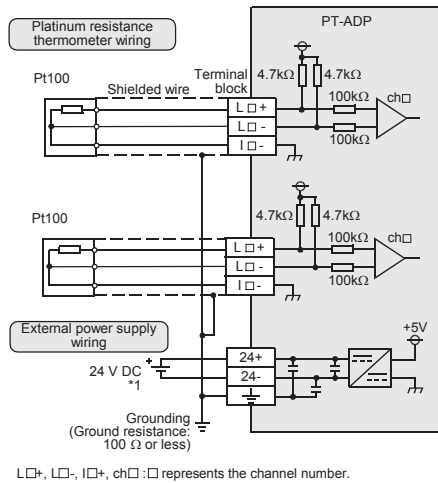 Platinum resistance
thermometer wiring
PT-ADP
Pt100
Shielded wire
Terminal
block
4.7kΩ
4.7kΩ
100kΩ
ch□
L□+
L□-
I□-
100kΩ
Pt100
4.7kΩ
4.7kΩ
100kΩ
ch□
L□+
L□-
I□-
100kΩ
External power supply
wiring
+5V
24 V DC
*1
24+
24-
Grounding
(Ground resistance:
100 Ω or less)
L□+, L□-, I□+, ch□ :□ represents the channel number.